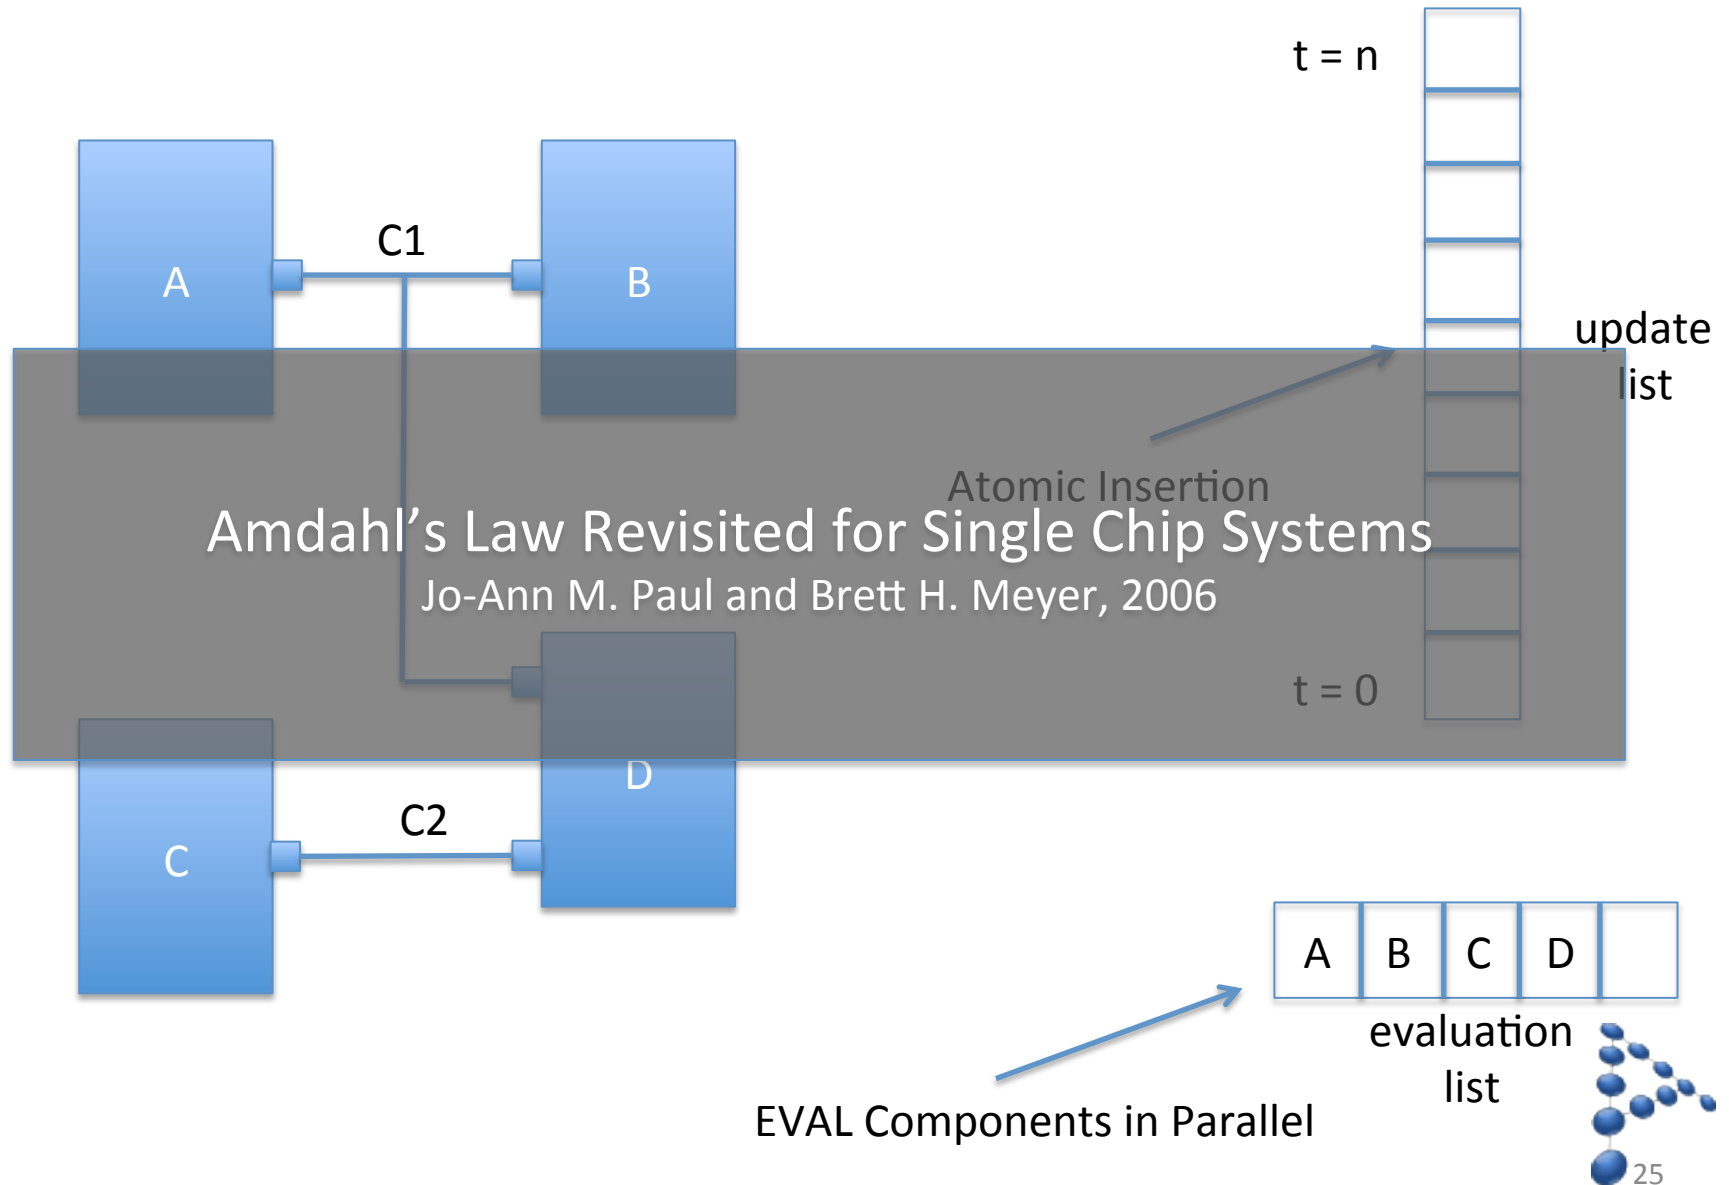 t = n
C1
A
B
update
list
Atomic Insertion
Amdahl’s Law Revisited for Single Chip Systems
Jo-Ann M. Paul and Brett H. Meyer, 2006
t = 0
D
C2
C
A B C D
evaluation
list
EVAL Components in Parallel
25